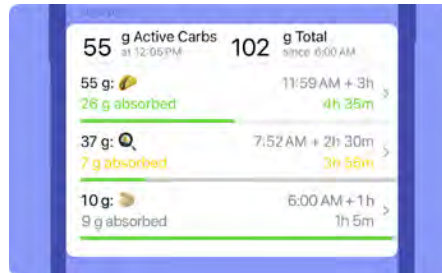 55 g Active Carbs at 12:05 PM 102 g Total since 6:00 AM
55 g: 🌮 11:59 AM + 3h
26 g absorbed 4h 35m
37 g: 🍳 7:52 AM + 2h 30m
7 g absorbed 3h 56m
10 g: 6:00 AM + 1h
9 g absorbed 1h 5m